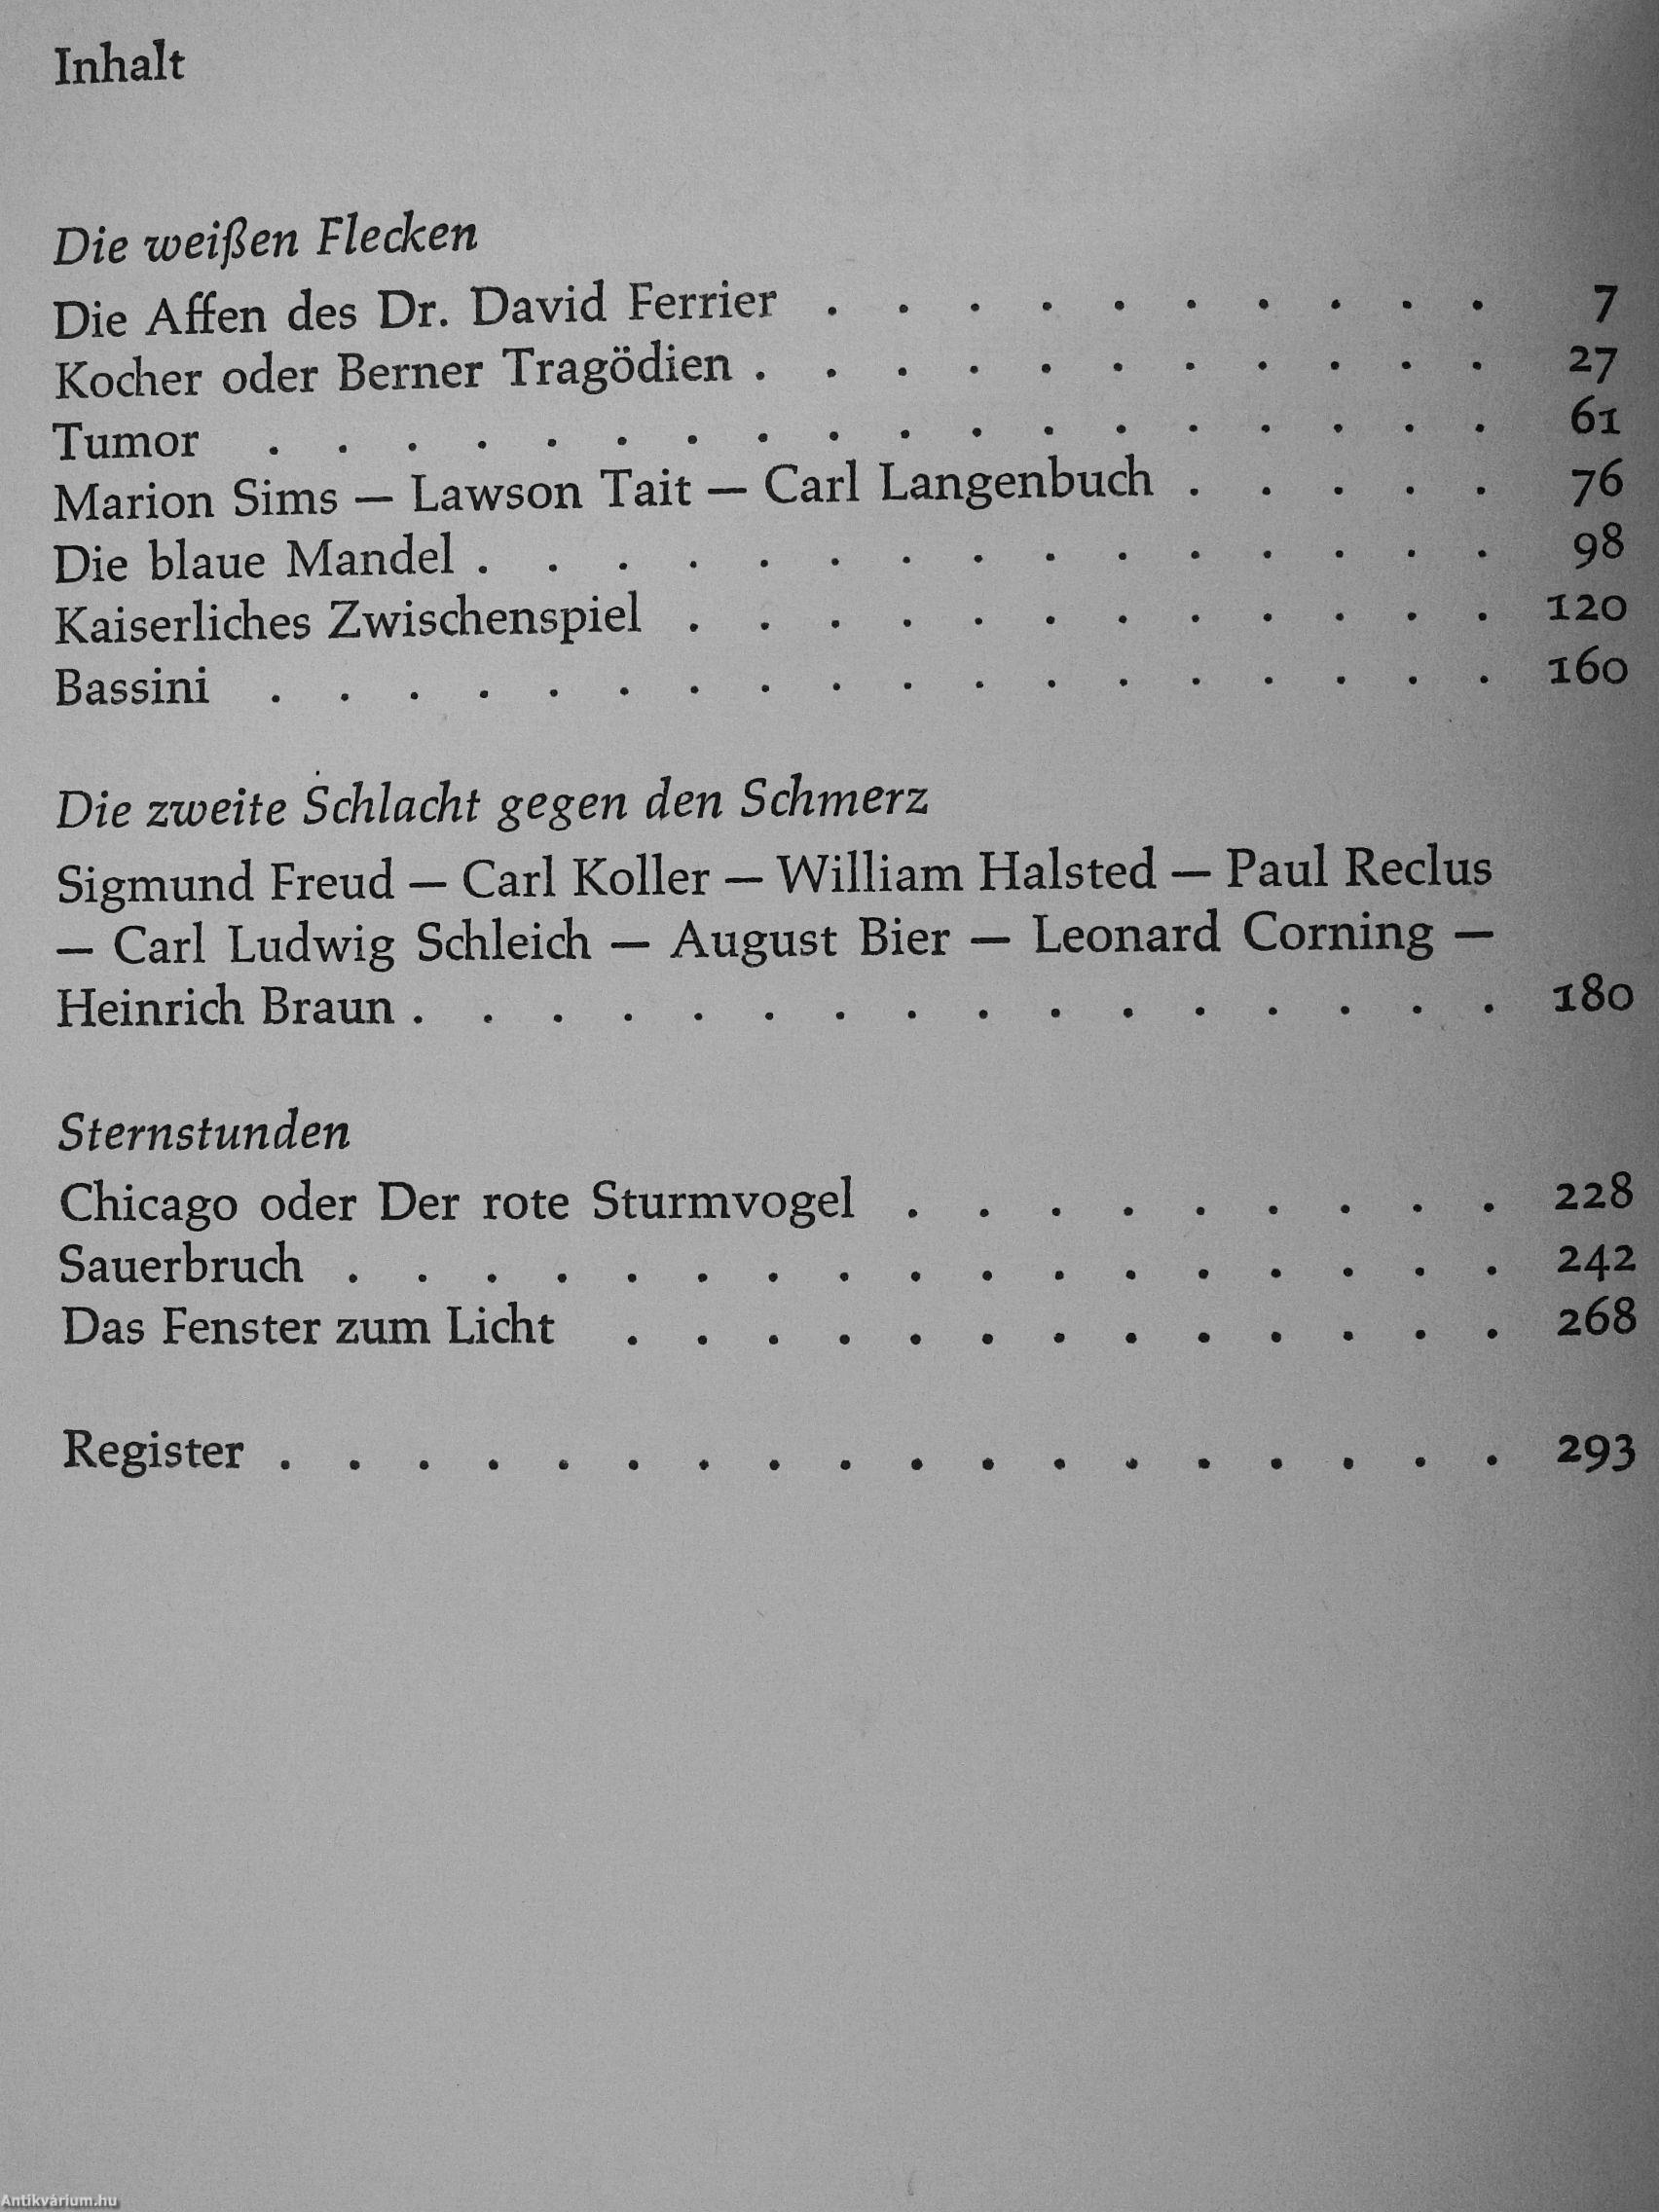 Inhalt
Die weißen Flecken
Die Affen des Dr. David Ferrier . . . . . . . . . . 7
Kocher oder Berner Tragödien . . . . . . . . . . . 27
Tumor . . . . . . . . . . . . . . . . . . 61
Marion Sims — Lawson Tait — Carl Langenbuch . . . . . 76
Die blaue Mandel . . . . . . . . . . . . . . . 98
Kaiserliches Zwischenspiel . . . . . . . . . . . . 120
Bassini . . . . . . . . . . . . . . . . . . 160
Die zweite Schlacht gegen den Schmerz
Sigmund Freud — Carl Koller — William Halsted — Paul Reclus
— Carl Ludwig Schleich — August Bier — Leonard Corning —
Heinrich Braun . . . . . . . . . . . . . . . . 180
Sternstunden
Chicago oder Der rote Sturmvogel . . . . . . . . . 228
Sauerbruch . . . . . . . . . . . . . . . . . 242
Das Fenster zum Licht . . . . . . . . . . . . . 268
Register . . . . . . . . . . . . . . . . . . 293
Antikvárium.hu